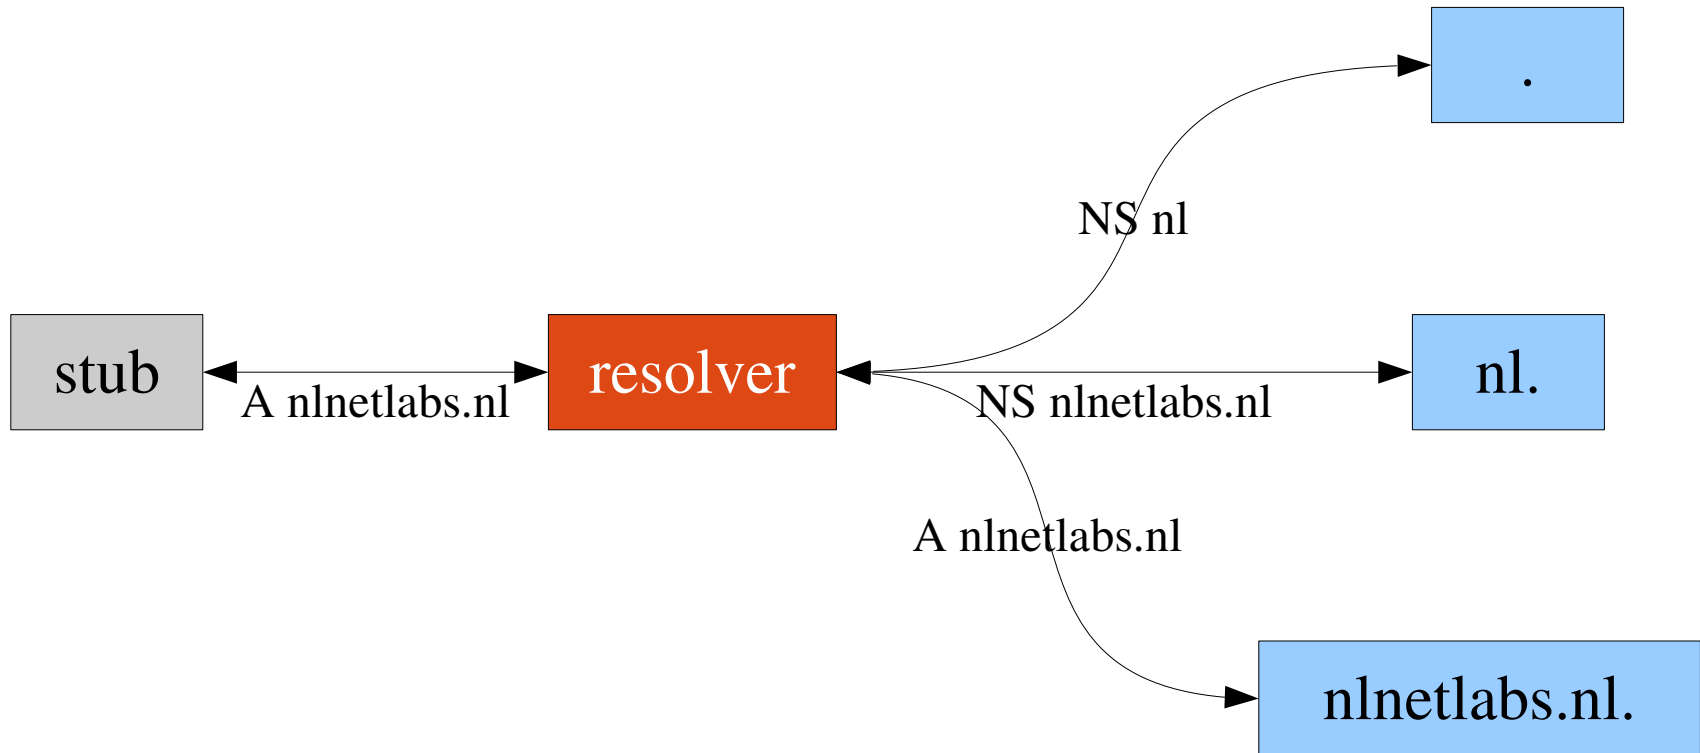 .
NS nl
stub
A nlnetlabs.nl
resolver
NS nlnetlabs.nl
nl.
A nlnetlabs.nl
nlnetlabs.nl.